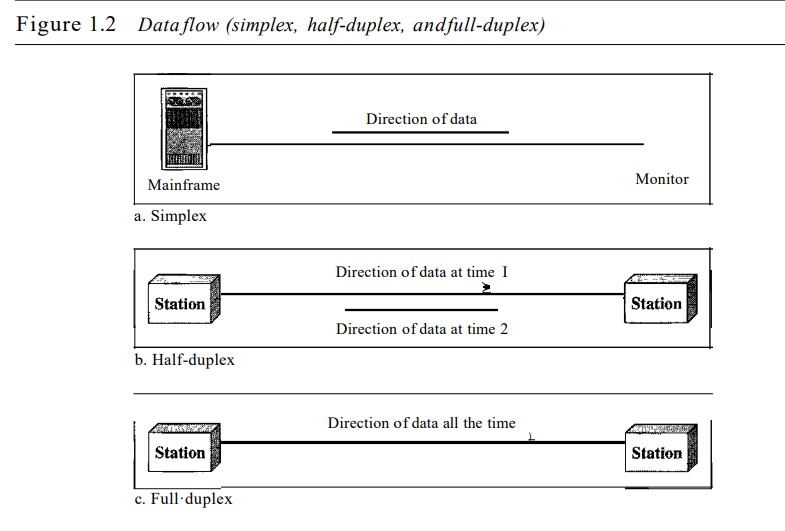 Figure 1.2 Dataflow (simplex, half-duplex, andfull-duplex)
Direction of data
Mainframe
Monitor
a. Simplex
Direction of data at time I
Station
Station
Direction of data at time 2
b. Half-duplex
Direction of data all the time
Station
Station
c. Full·duplex